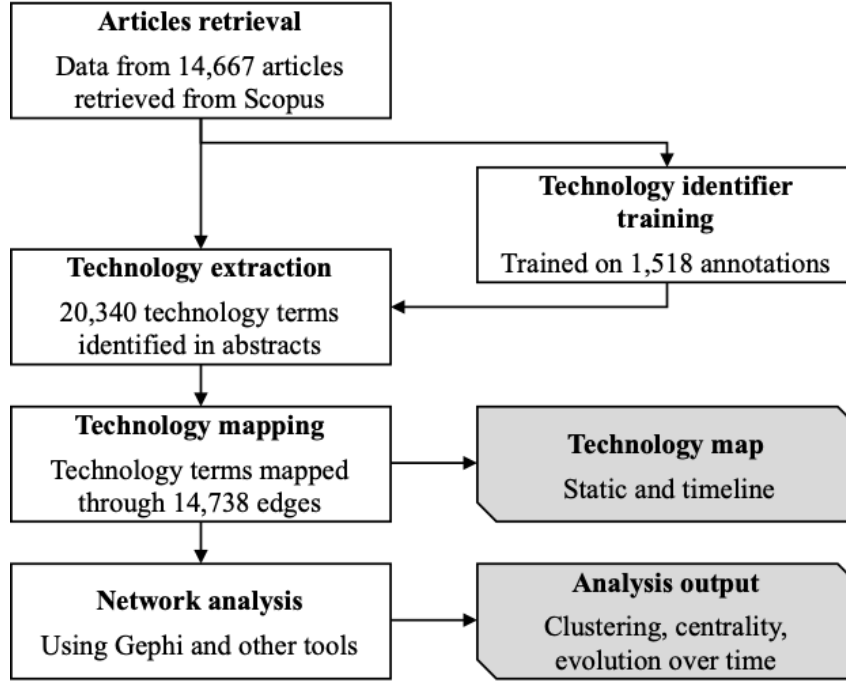 Articles retrieval
Data from 14,667 articles
retrieved from Scopus
Technology identifier
training
Trained on 1,518 annotations
Technology extraction
20,340 technology terms
identified in abstracts
Technology mapping
Technology terms mapped
through 14,738 edges
Technology map
Static and timeline
Network analysis
Using Gephi and other tools
Analysis output
Clustering, centrality,
evolution over time